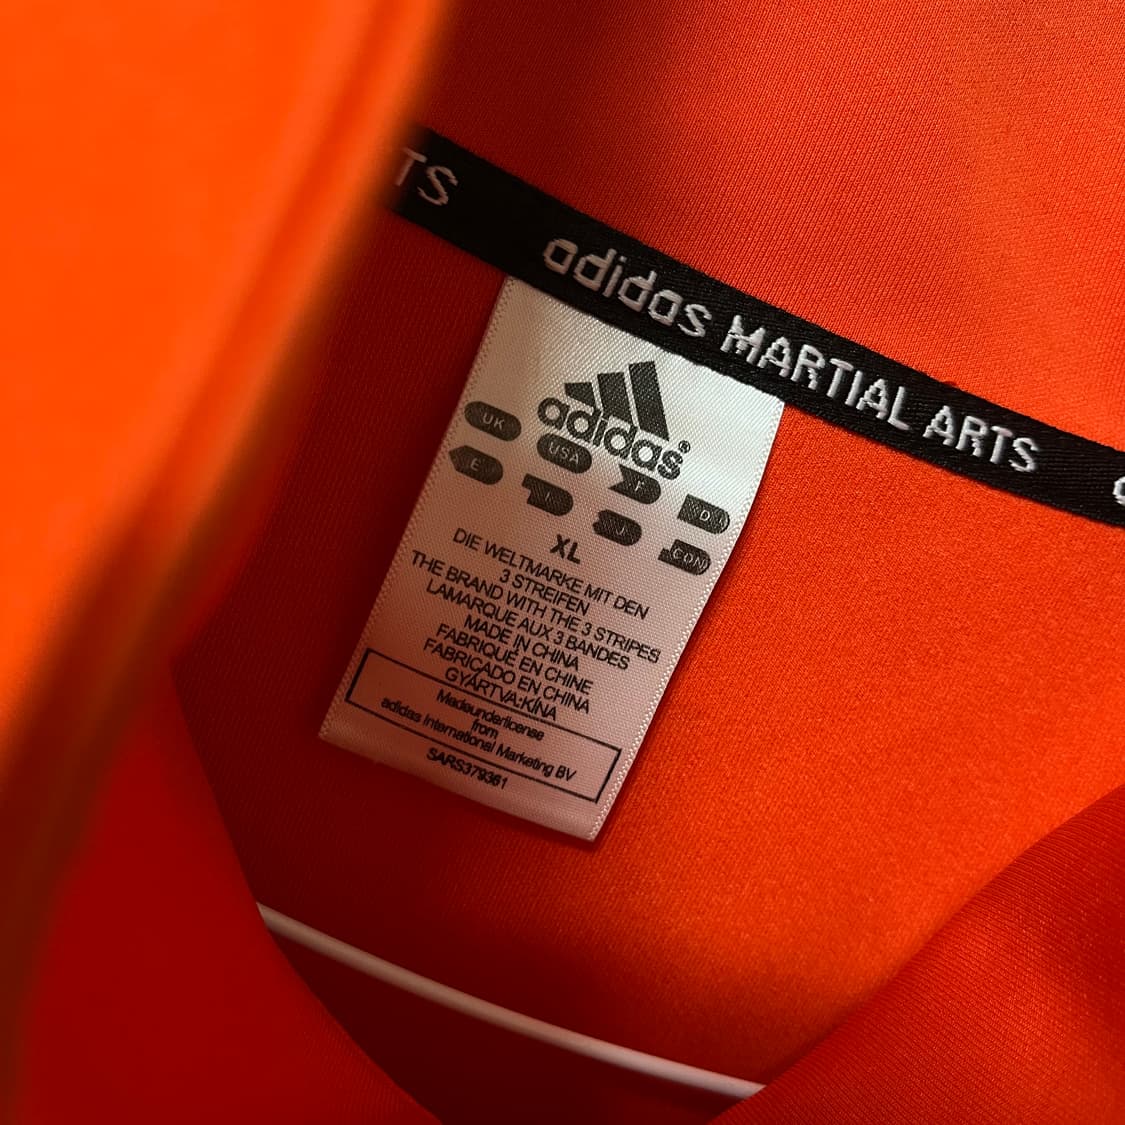 TS
adidas MARTIAL ARTS
adidas®
UK
USA
F
D
E
I
J
CON
XL
DIE WELTMARKE MIT DEN
3 STREIFEN
THE BRAND WITH THE 3 STRIPES
LAMARQUE AUX 3 BANDES
MADE IN CHINA
FABRIQUE EN CHINE
FABRICADO EN CHINA
GYÁRTVA:KÍNA
Madeunderlicense
from
adidas International Marketing BV
SARS379361